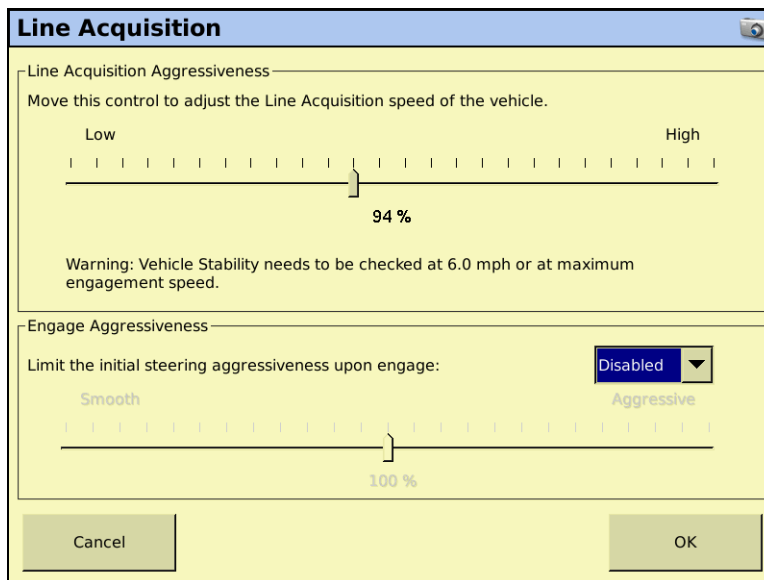 Line Acquisition
Line Acquisition Aggressiveness
Move this control to adjust the Line Acquisition speed of the vehicle.
Low High
94 %
Warning: Vehicle Stability needs to be checked at 6.0 mph or at maximum
engagement speed.
Engage Aggressiveness
Limit the initial steering aggressiveness upon engage: Disabled
Smooth Aggressive
100 %
Cancel OK